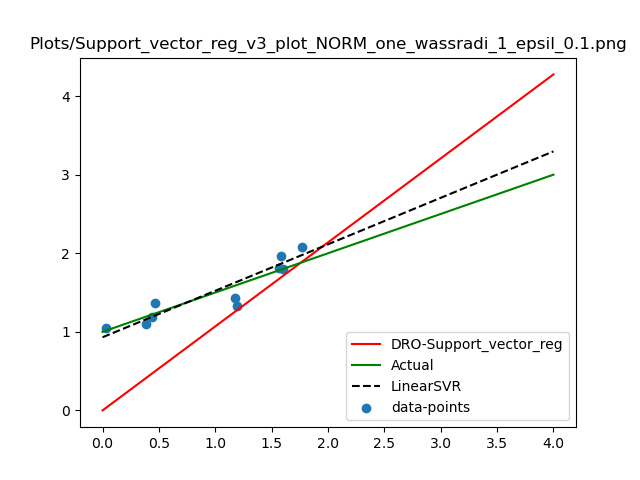 Plots/Support_vector_reg_v3_plot_NORM_one_wassradi_1_epsil_0.1.png
4
3
2
1
0
DRO-Support_vector_reg
Actual
LinearSVR
data-points
0.0 0.5 1.0 1.5 2.0 2.5 3.0 3.5 4.0